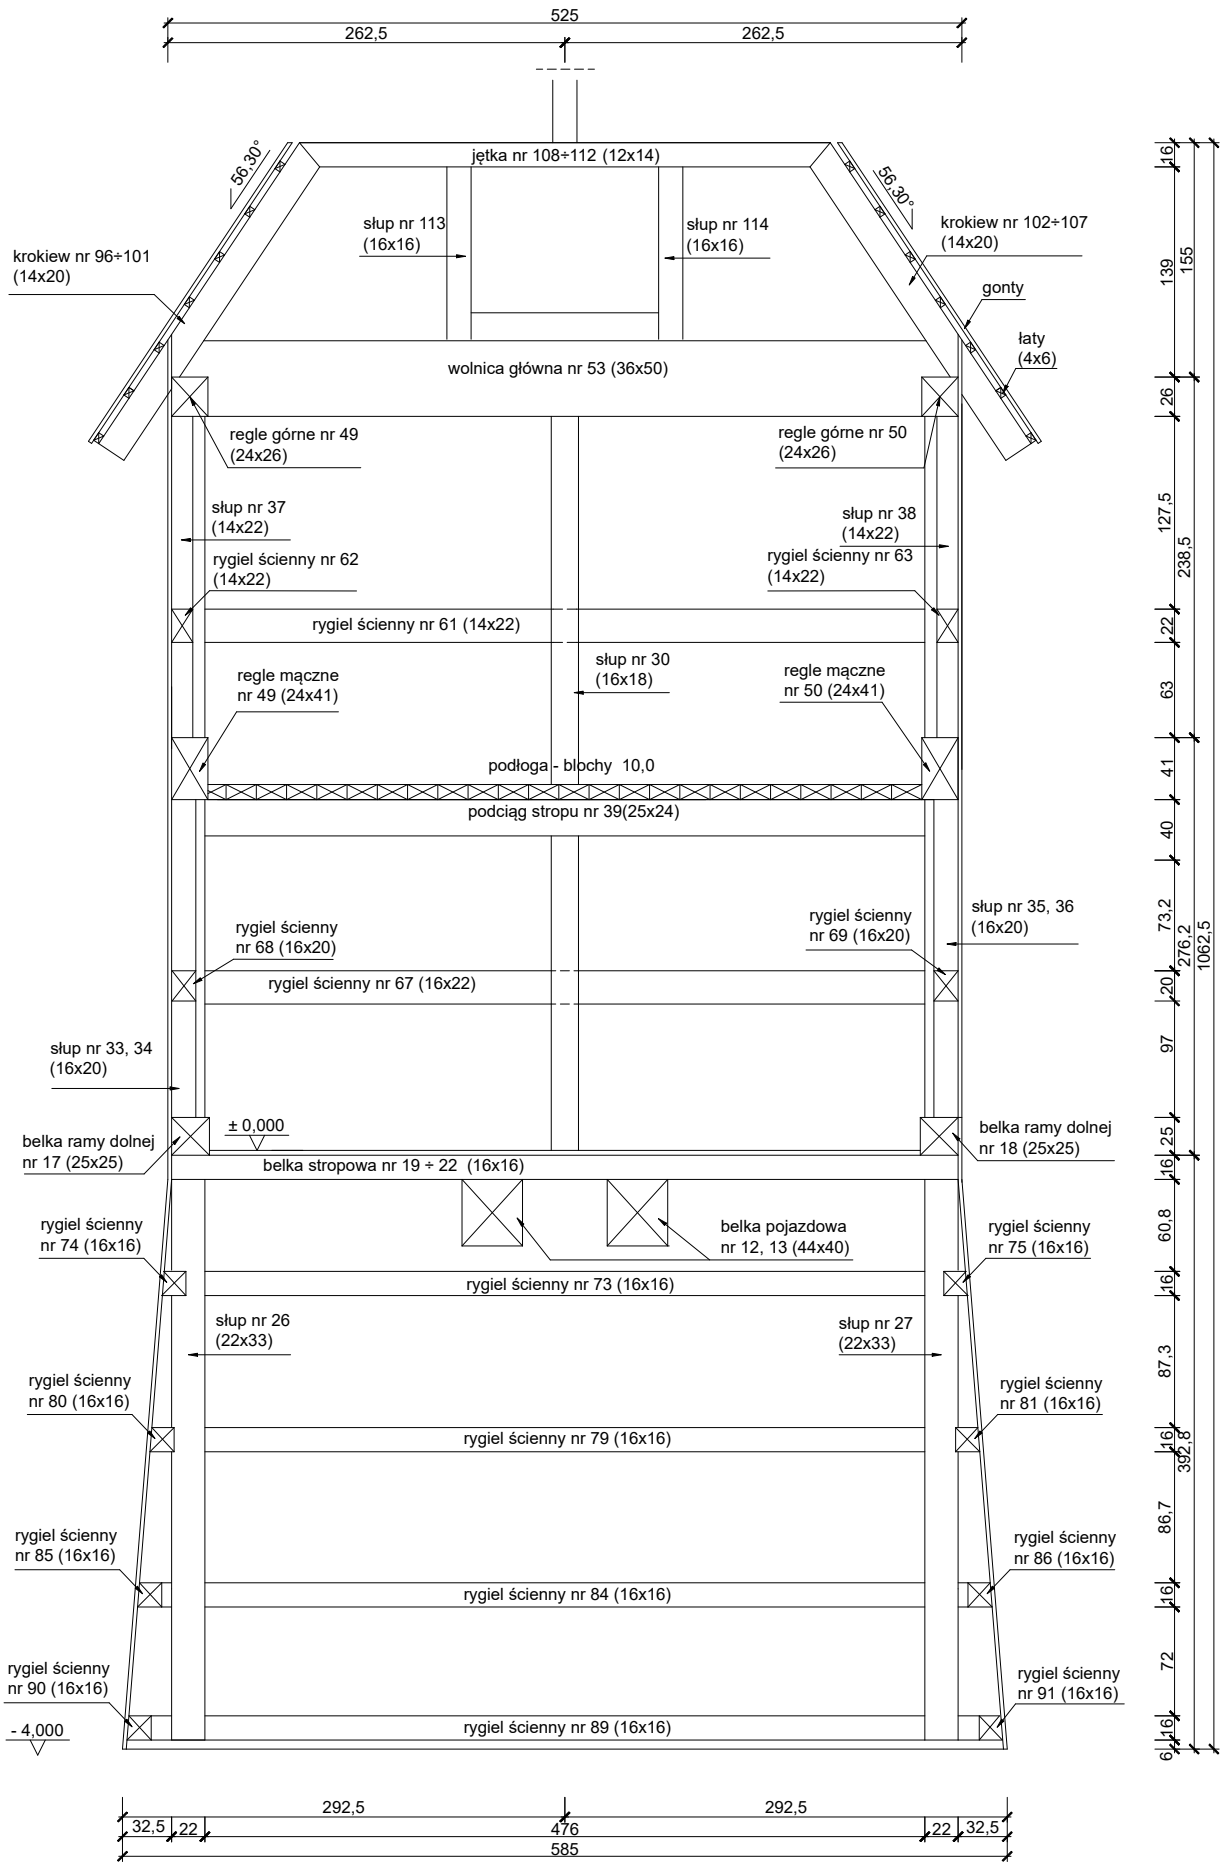 525
262,5
262,5
56,30°
56,30°
jętka nr 108÷112 (12x14)
słup nr 113
(16x16)
słup nr 114
(16x16)
krokiew nr 96÷101
(14x20)
krokiew nr 102÷107
(14x20)
gonty
łaty
(4x6)
wolnica główna nr 53 (36x50)
regle górne nr 49
(24x26)
regle górne nr 50
(24x26)
słup nr 37
(14x22)
słup nr 38
(14x22)
rygiel ścienny nr 62
(14x22)
rygiel ścienny nr 63
(14x22)
rygiel ścienny nr 61 (14x22)
słup nr 30
(16x18)
regle mączne
nr 49 (24x41)
regle mączne
nr 50 (24x41)
podłoga - blochy 10,0
podciąg stropu nr 39(25x24)
rygiel ścienny
nr 68 (16x20)
rygiel ścienny
nr 69 (16x20)
słup nr 35, 36
(16x20)
rygiel ścienny nr 67 (16x22)
słup nr 33, 34
(16x20)
± 0,000
belka ramy dolnej
nr 17 (25x25)
belka ramy dolnej
nr 18 (25x25)
belka stropowa nr 19 ÷ 22 (16x16)
rygiel ścienny
nr 74 (16x16)
belka pojazdowa
nr 12, 13 (44x40)
rygiel ścienny
nr 75 (16x16)
rygiel ścienny nr 73 (16x16)
słup nr 26
(22x33)
słup nr 27
(22x33)
rygiel ścienny
nr 80 (16x16)
rygiel ścienny
nr 81 (16x16)
rygiel ścienny nr 79 (16x16)
rygiel ścienny
nr 85 (16x16)
rygiel ścienny
nr 86 (16x16)
rygiel ścienny nr 84 (16x16)
rygiel ścienny
nr 90 (16x16)
rygiel ścienny
nr 91 (16x16)
rygiel ścienny nr 89 (16x16)
- 4,000
16
139
26
127,5
22
63
41
40
73,2
20
97
25
16
60,8
16
87,3
16
86,7
16
72
16
6
155
238,5
276,2
392,8
1062,5
292,5
292,5
32,5
22
476
22
32,5
585